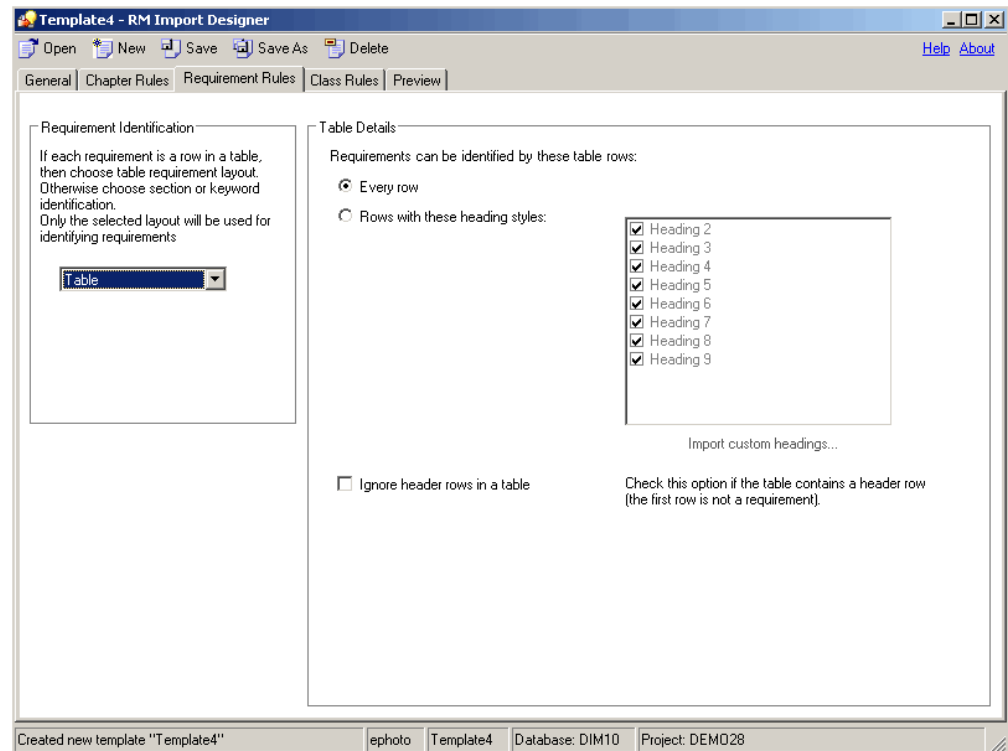 Template4 - RM Import Designer
Open New Save Save As Delete Help About
General Chapter Rules Requirement Rules Class Rules Preview
Requirement Identification
If each requirement is a row in a table,
then choose table requirement layout.
Otherwise choose section or keyword
identification.
Only the selected layout will be used for
identifying requirements
Table
Table Details
Requirements can be identified by these table rows:
Every row
Rows with these heading styles:
Heading 2
Heading 3
Heading 4
Heading 5
Heading 6
Heading 7
Heading 8
Heading 9
Import custom headings...
Ignore header rows in a table
Check this option if the table contains a header row
(the first row is not a requirement).
Created new template "Template4" ephoto Template4 Database: DIM10 Project: DEMO28